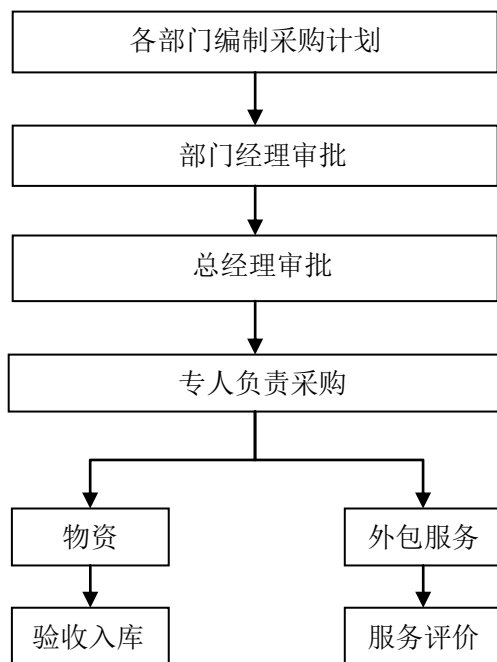 各部门编制采购计划
部门经理审批
总经理审批
专人负责采购
物资
外包服务
验收入库
服务评价